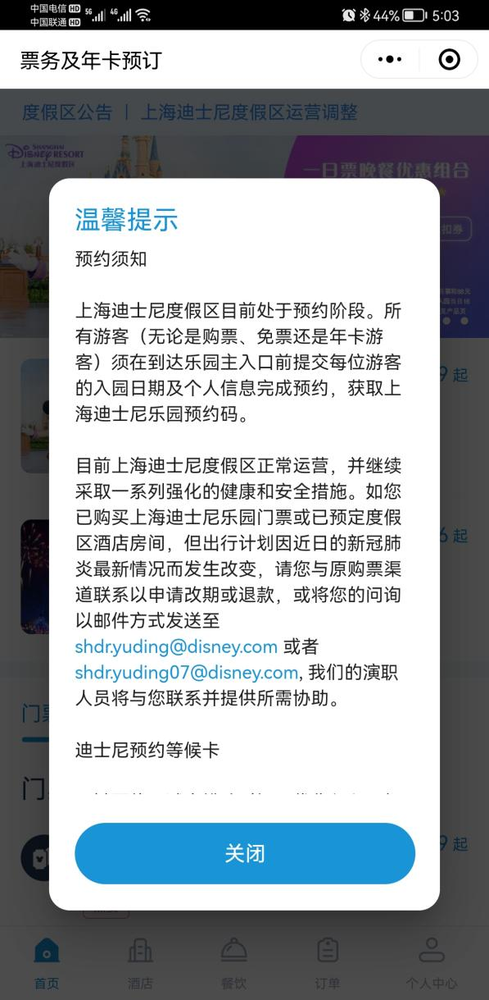 中国电信 HD 5G 4G 44% 5:03
中国联通 HD
票务及年卡预订
度假区公告 | 上海迪士尼度假区运营调整
SHANGHAI
DISNEY RESORT
上海迪士尼度假区
一日票晚餐优惠组合
扣券
温馨提示
预约须知
上海迪士尼度假区目前处于预约阶段。所
有游客（无论是购票、免票还是年卡游
客）须在到达乐园主入口前提交每位游客
的入园日期及个人信息完成预约，获取上
海迪士尼乐园预约码。
目前上海迪士尼度假区正常运营，并继续
采取一系列强化的健康和安全措施。如您
已购买上海迪士尼乐园门票或已预定度假
区酒店房间，但出行计划因近日的新冠肺
炎最新情况而发生改变，请您与原购票渠
道联系以申请改期或退款，或将您的问询
以邮件方式发送至
shdr.yuding@disney.com 或者
shdr.yuding07@disney.com, 我们的演职
人员将与您联系并提供所需协助。
迪士尼预约等候卡
9 起
6 起
门票
门
9 起
关闭
首页 酒店 餐饮 订单 个人中心